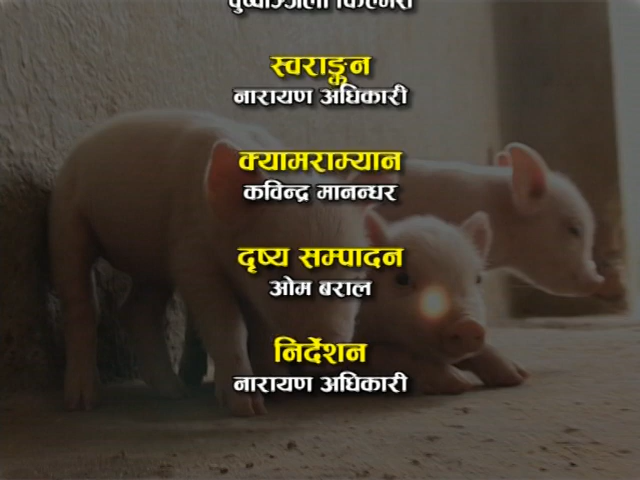 स्वराङ्कन
नारायण अधिकारी
क्यामराम्यान
कविन्द्र मानन्धर
दृष्य सम्पादन
ओम बराल
निर्देशन
नारायण अधिकारी